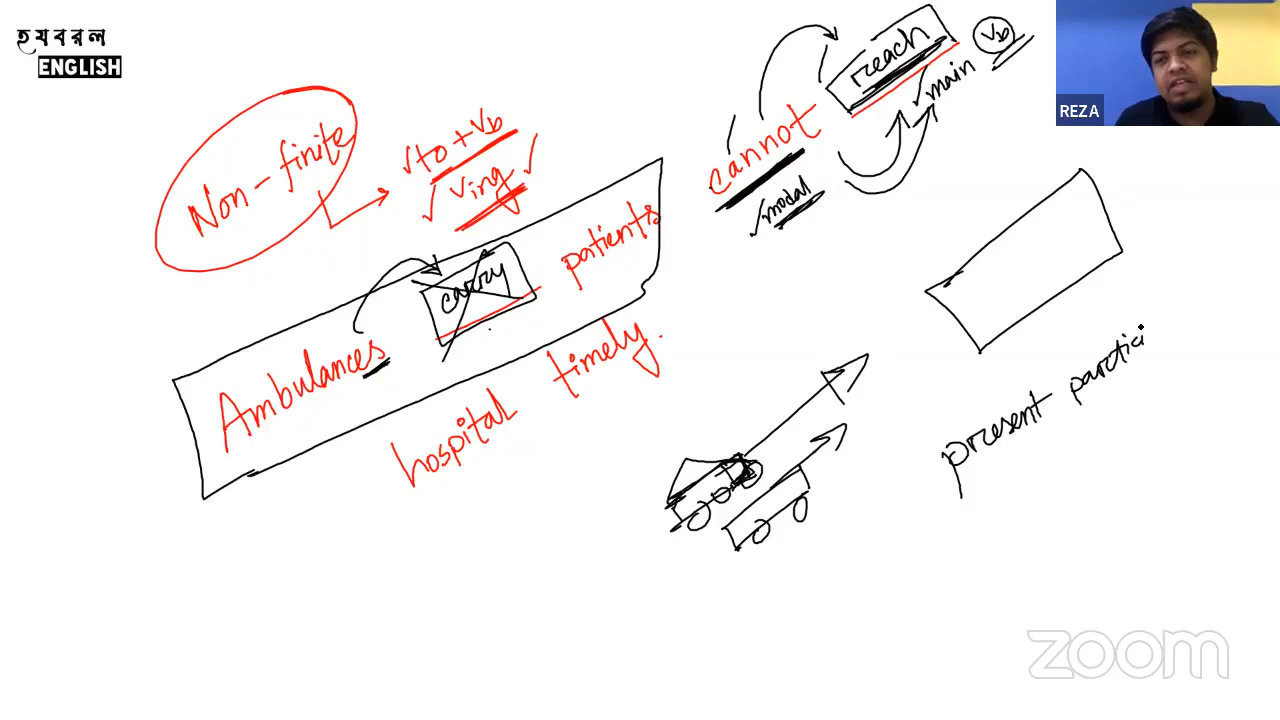 হযবরল
ENGLISH
Non-finite
✓to + vb
✓ ving ✓
cannot reach
✓main vb
✓modal
Ambulances carry patients
hospital timely.
present partici
REZA
zoom